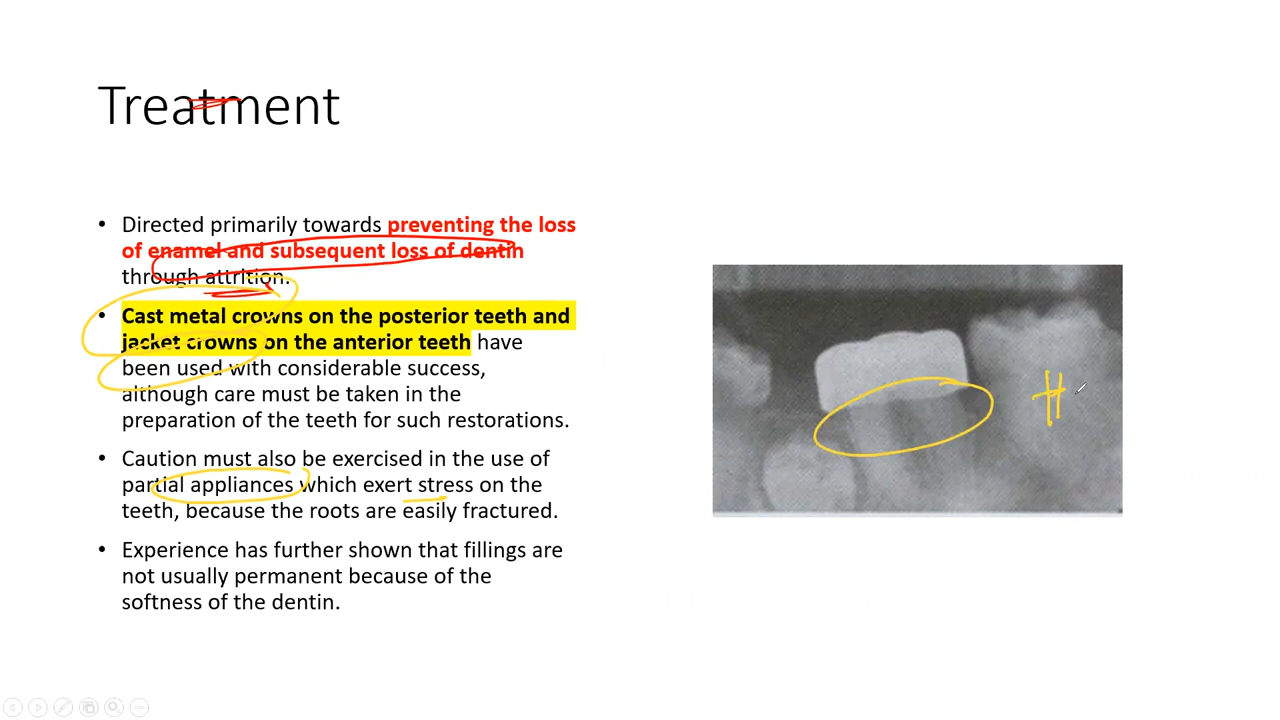 Treatment
• Directed primarily towards preventing the loss
of enamel and subsequent loss of dentin
through attrition.
• Cast metal crowns on the posterior teeth and
jacket crowns on the anterior teeth have
been used with considerable success,
although care must be taken in the
preparation of the teeth for such restorations.
• Caution must also be exercised in the use of
partial appliances which exert stress on the
teeth, because the roots are easily fractured.
• Experience has further shown that fillings are
not usually permanent because of the
softness of the dentin.